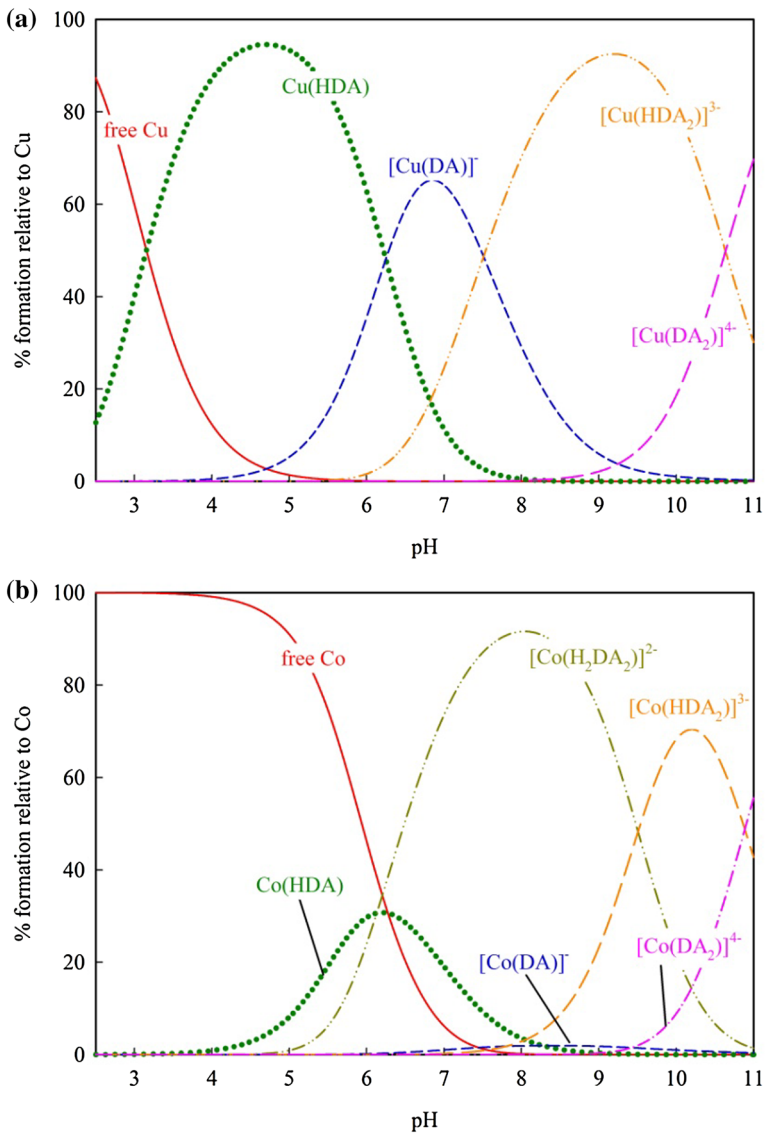 (a)
100
80
60
40
20
0
% formation relative to Cu
free Cu
Cu(HDA)
[Cu(DA)]⁻
[Cu(HDA₂)]³⁻
[Cu(DA₂)]⁴⁻
3 4 5 6 7 8 9 10 11
pH
(b)
100
80
60
40
20
0
% formation relative to Co
free Co
[Co(H₂DA₂)]²⁻
[Co(HDA₂)]³⁻
Co(HDA)
[Co(DA)]⁻
[Co(DA₂)]⁴⁻
3 4 5 6 7 8 9 10 11
pH